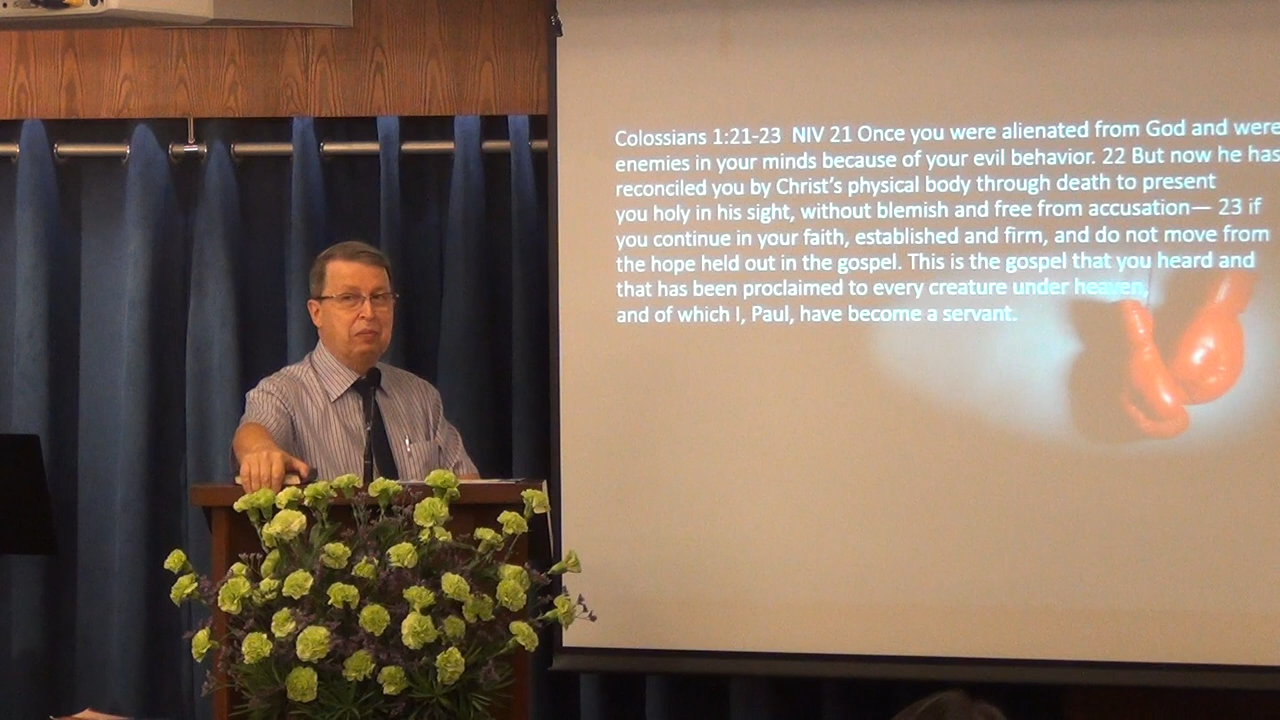 Colossians 1:21-23  NIV 21 Once you were alienated from God and were
enemies in your minds because of your evil behavior. 22 But now he has
reconciled you by Christ’s physical body through death to present
you holy in his sight, without blemish and free from accusation— 23 if
you continue in your faith, established and firm, and do not move from
the hope held out in the gospel. This is the gospel that you heard and
that has been proclaimed to every creature under heaven,
and of which I, Paul, have become a servant.